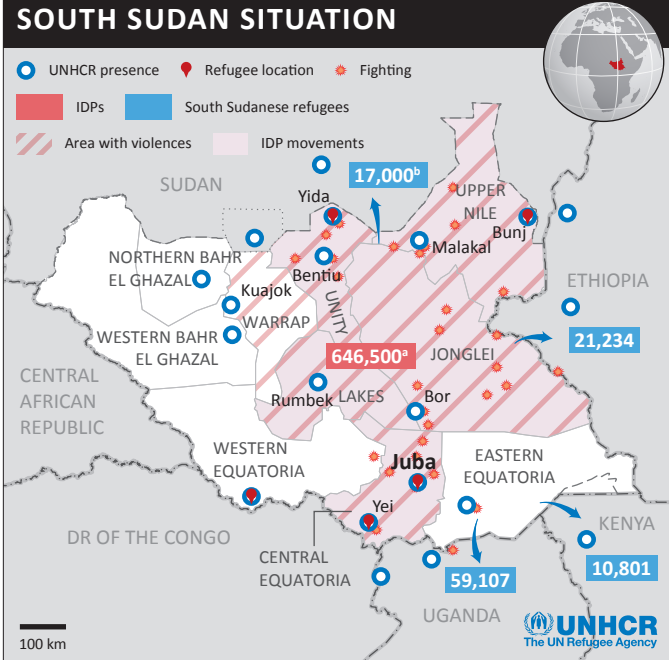 SOUTH SUDAN SITUATION
UNHCR presence
Refugee location
Fighting
IDPs
South Sudanese refugees
Area with violences
IDP movements
SUDAN
17,000ᵇ
Yida
UPPER
NILE
Bunj
Malakal
NORTHERN BAHR
EL GHAZAL
Bentiu
ETHIOPIA
Kuajok
UNITY
WARRAP
WESTERN BAHR
EL GHAZAL
21,234
646,500ᵃ
JONGLEI
CENTRAL
AFRICAN
REPUBLIC
Rumbek
LAKES
Bor
WESTERN
EQUATORIA
EASTERN
EQUATORIA
Juba
Yei
KENYA
DR OF THE CONGO
CENTRAL
EQUATORIA
10,801
59,107
UGANDA
UNHCR
The UN Refugee Agency
100 km